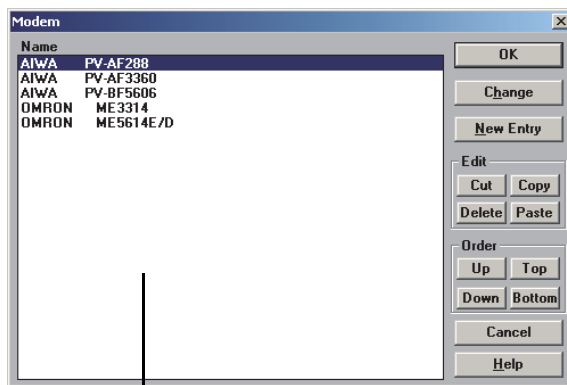 Modem
Name
AIWA PV-AF288
AIWA PV-AF3360
AIWA PV-BF5606
OMRON ME3314
OMRON ME5614E/D
OK
Change
New Entry
Edit
Cut Copy
Delete Paste
Order
Up Top
Down Bottom
Cancel
Help